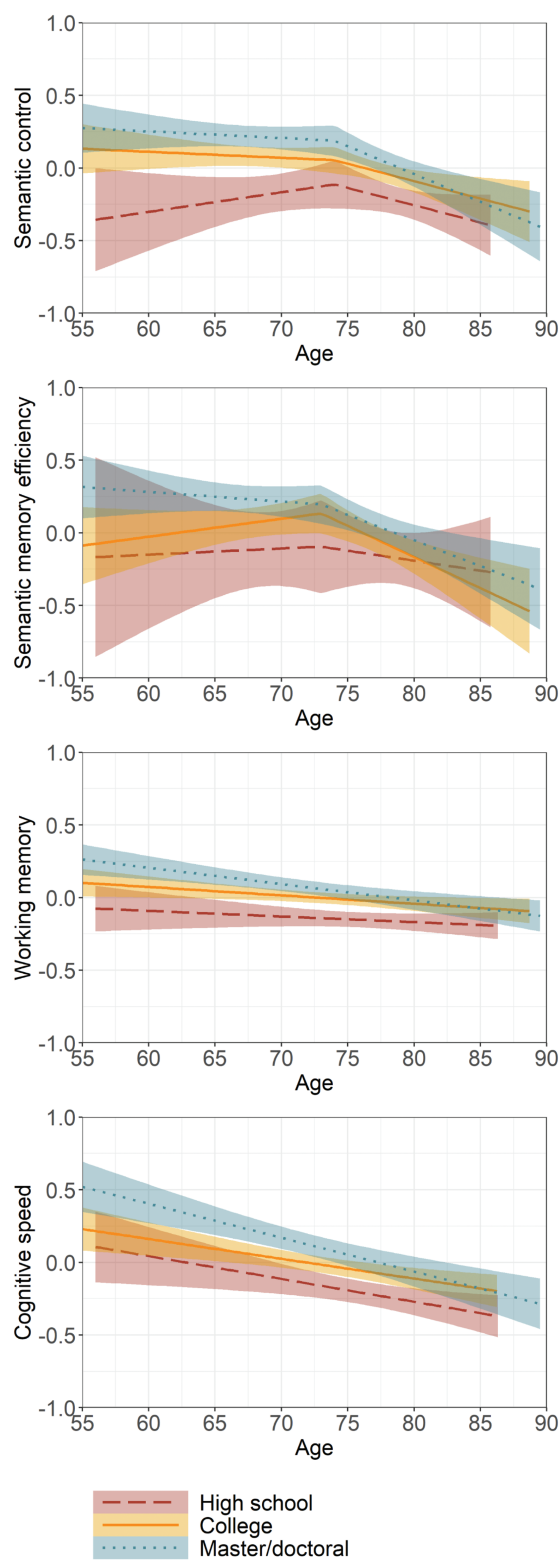 1.0
0.5
0.0
-0.5
-1.0
Semantic control
55 60 65 70 75 80 85 90
Age
1.0
0.5
0.0
-0.5
-1.0
Semantic memory efficiency
55 60 65 70 75 80 85 90
Age
1.0
0.5
0.0
-0.5
-1.0
Working memory
55 60 65 70 75 80 85 90
Age
1.0
0.5
0.0
-0.5
-1.0
Cognitive speed
55 60 65 70 75 80 85 90
Age
High school
College
Master/doctoral